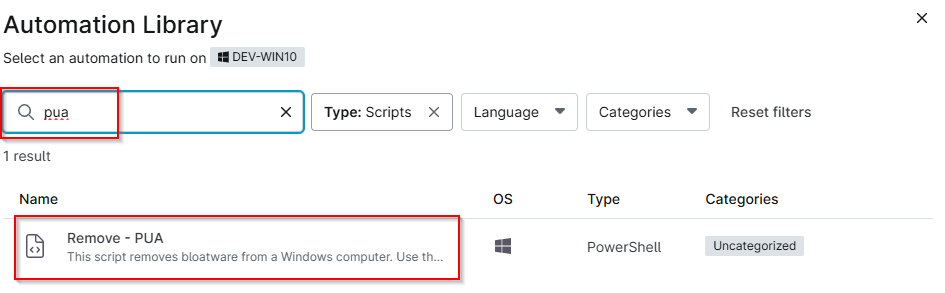 Automation Library
Select an automation to run on DEV-WIN10
pua
Type: Scripts
Language
Categories
Reset filters
1 result
Name OS Type Categories
Remove - PUA
This script removes bloatware from a Windows computer. Use th...
PowerShell
Uncategorized